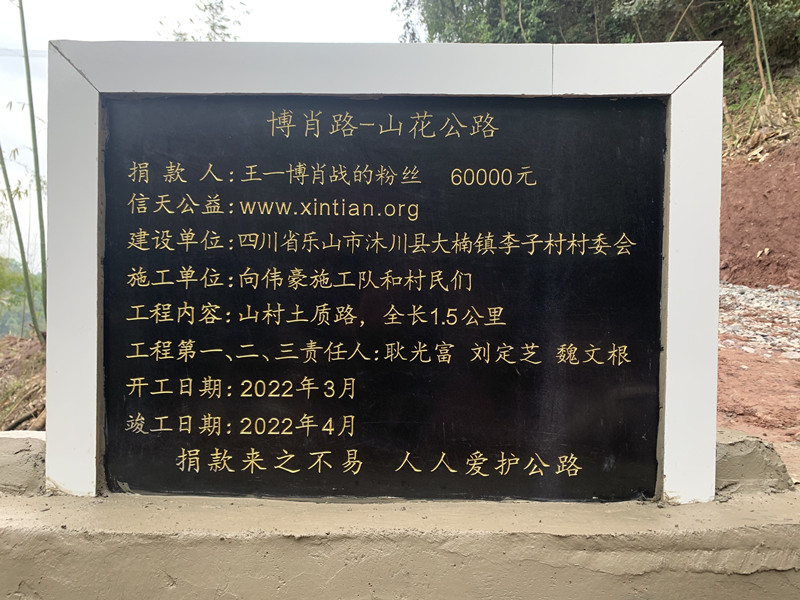 博肖路-山花公路
捐款人:王一博肖战的粉丝 60000元
信天公益:www.xintian.org
建设单位:四川省乐山市沐川县大楠镇李子村村委会
施工单位:向伟豪施工队和村民们
工程内容:山村土质路,全长1.5公里
工程第一、二、三责任人:耿光富 刘定芝 魏文根
开工日期:2022年3月
竣工日期:2022年4月
捐款来之不易 人人爱护公路